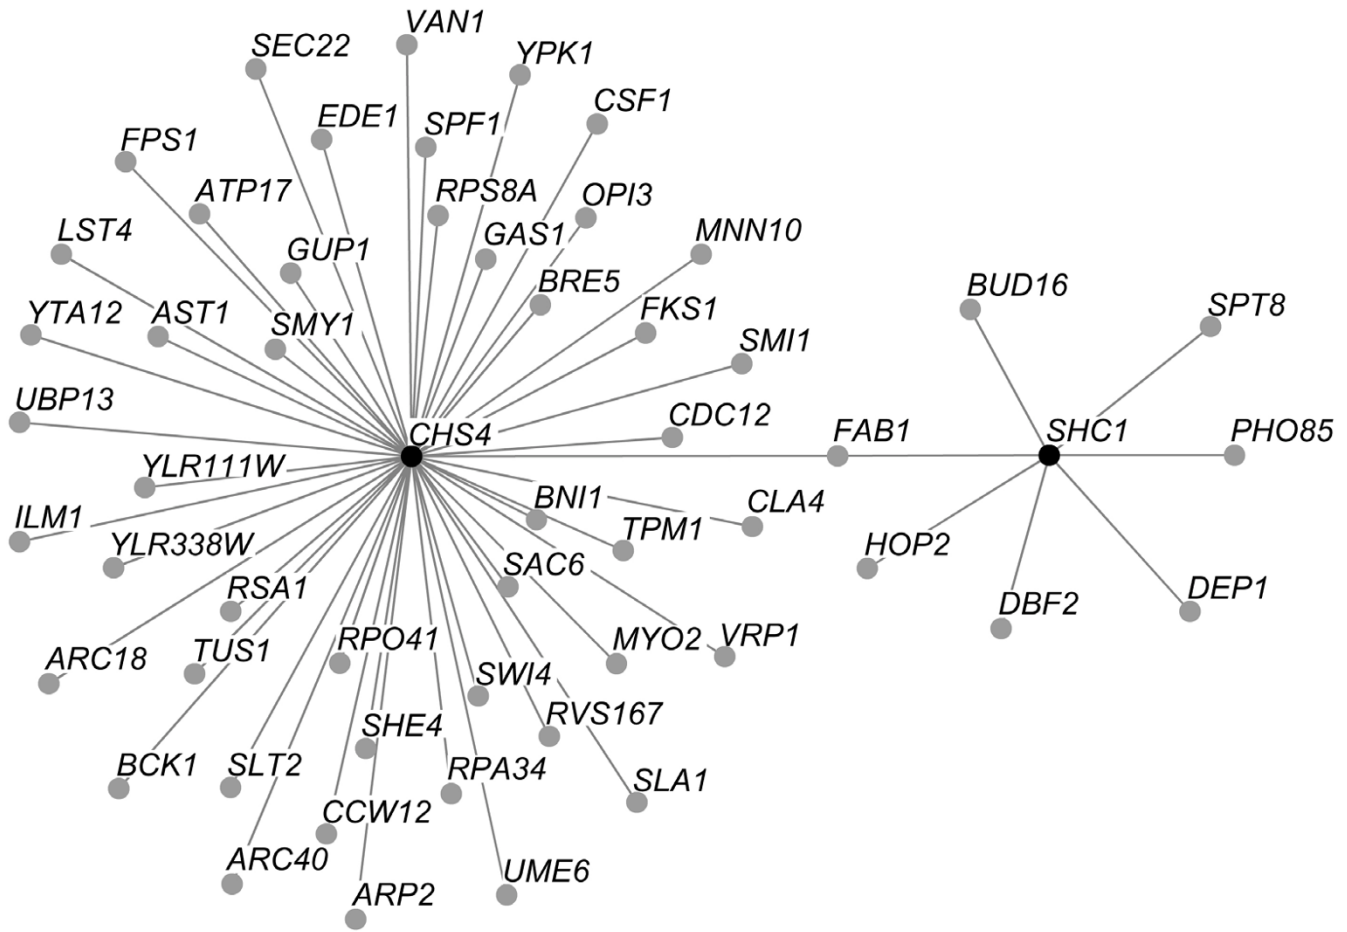 VAN1
SEC22
YPK1
CSF1
EDE1
SPF1
FPS1
ATP17
RPS8A
OPI3
LST4
GUP1
GAS1
MNN10
BRE5
BUD16
YTA12
AST1
SMY1
FKS1
SPT8
SMI1
UBP13
CDC12
CHS4
FAB1
SHC1
PHO85
YLR111W
BNI1
CLA4
ILM1
TPM1
YLR338W
HOP2
SAC6
RSA1
DEP1
DBF2
RPO41
MYO2
VRP1
TUS1
ARC18
SWI4
RVS167
SHE4
BCK1
SLT2
RPA34
SLA1
CCW12
ARC40
UME6
ARP2